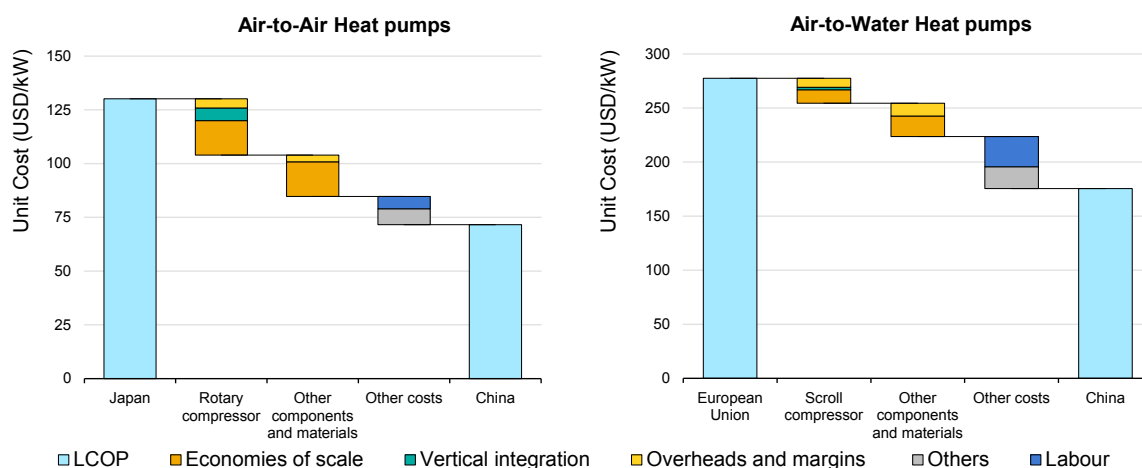 Air-to-Air Heat pumps
Unit Cost (USD/kW)
150
125
100
75
50
25
0
Japan
Rotary
compressor
Other
components
and materials
Other costs
China
Air-to-Water Heat pumps
Unit Cost (USD/kW)
300
250
200
150
100
50
0
European
Union
Scroll
compressor
Other
components
and materials
Other costs
China
LCOP
Economies of scale
Vertical integration
Overheads and margins
Others
Labour